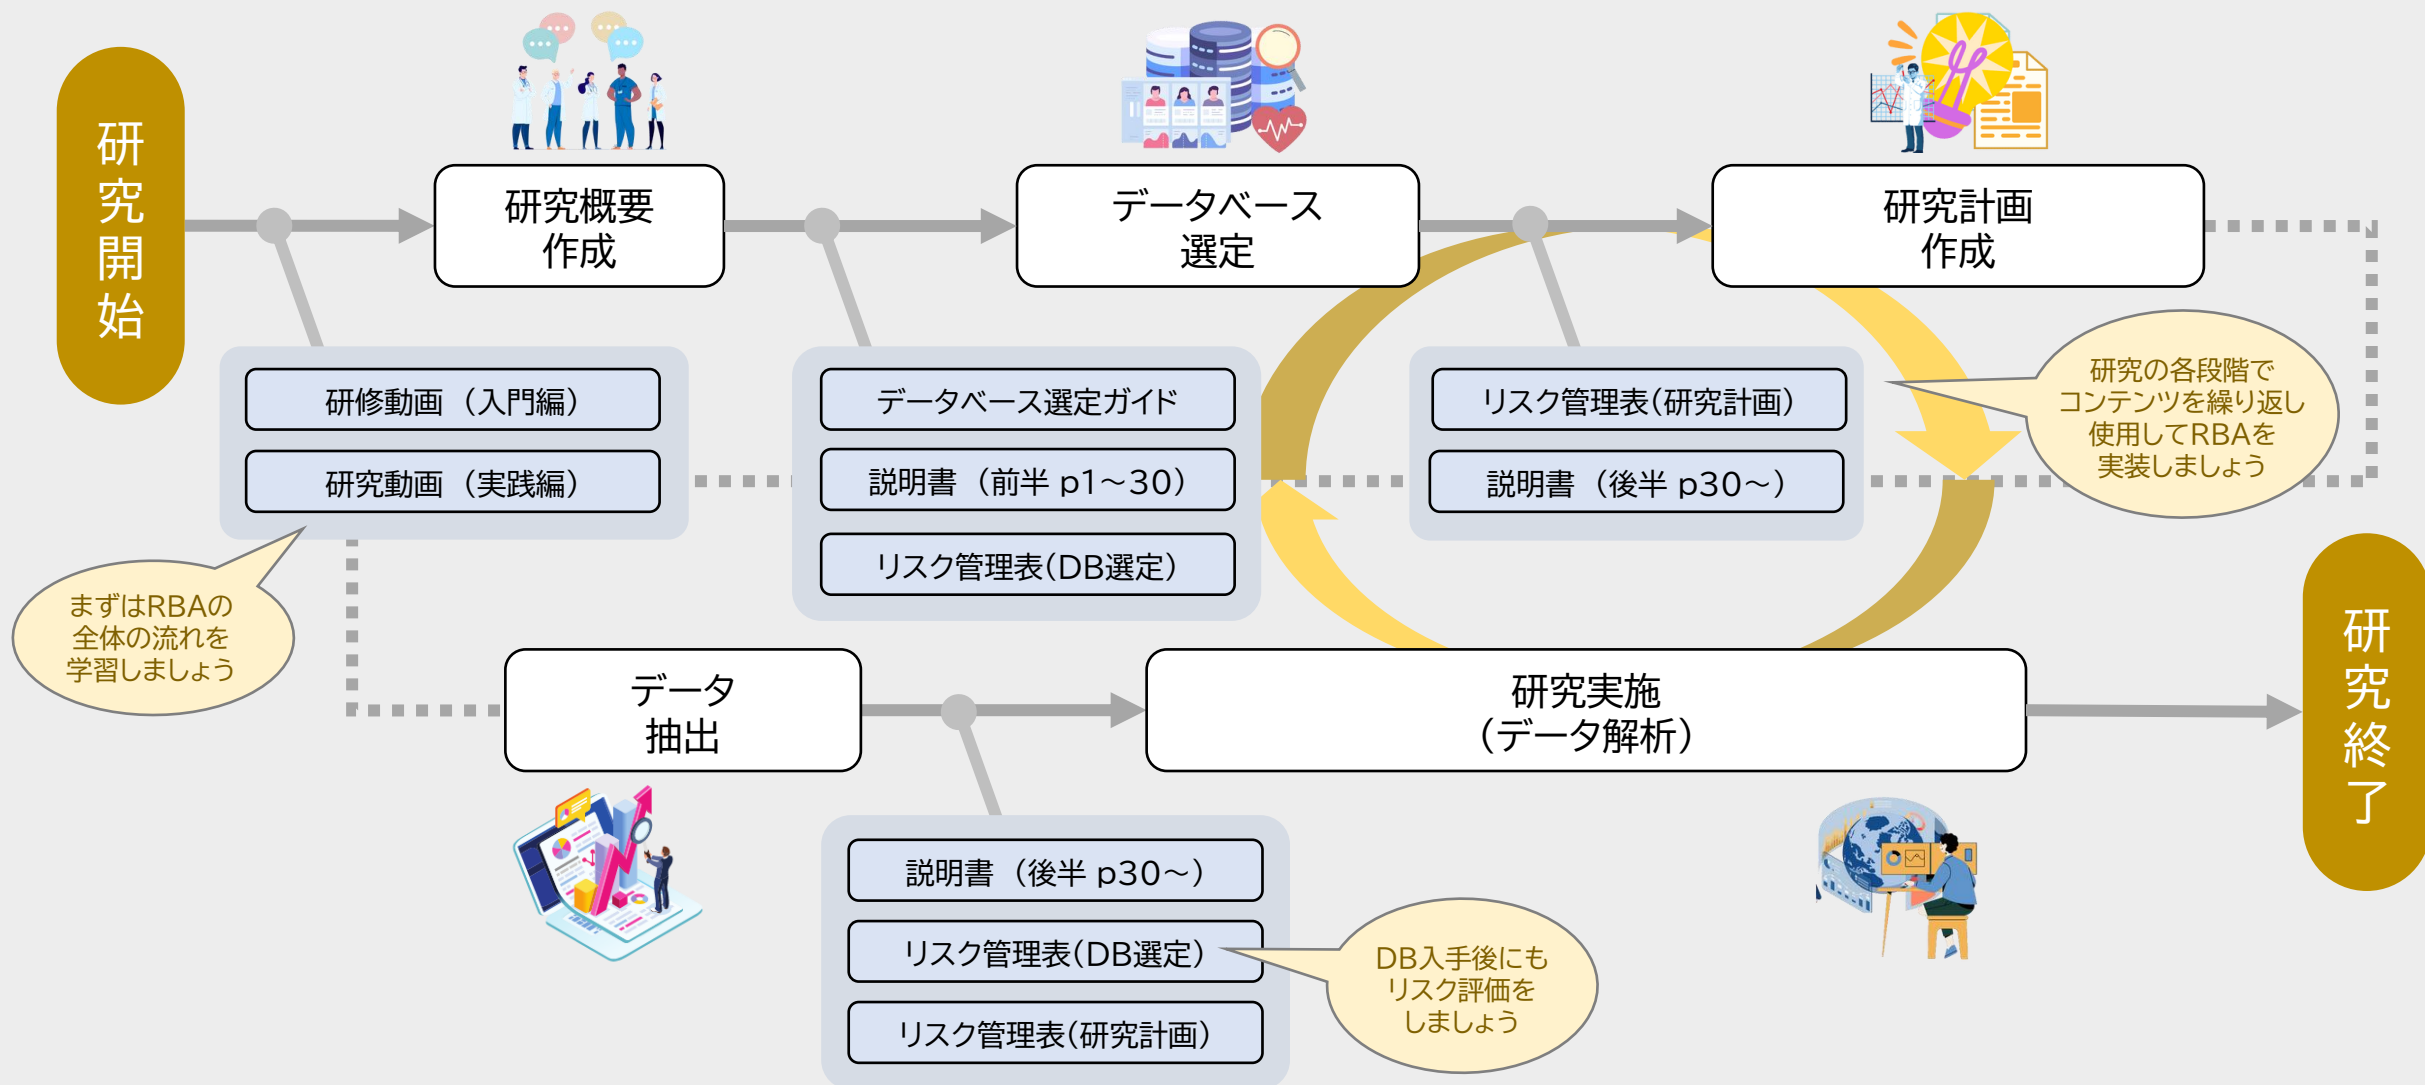 研究開始
研究概要
作成
データベース
選定
研究計画
作成
研修動画（入門編）
研究動画（実践編）
データベース選定ガイド
説明書（前半 p1～30）
リスク管理表(DB選定)
リスク管理表(研究計画)
説明書（後半 p30～）
研究の各段階で
コンテンツを繰り返し
使用してRBAを
実装しましょう
まずはRBAの
全体の流れを
学習しましょう
データ
抽出
研究実施
(データ解析)
研究終了
説明書（後半 p30～）
リスク管理表(DB選定)
リスク管理表(研究計画)
DB入手後にも
リスク評価を
しましょう